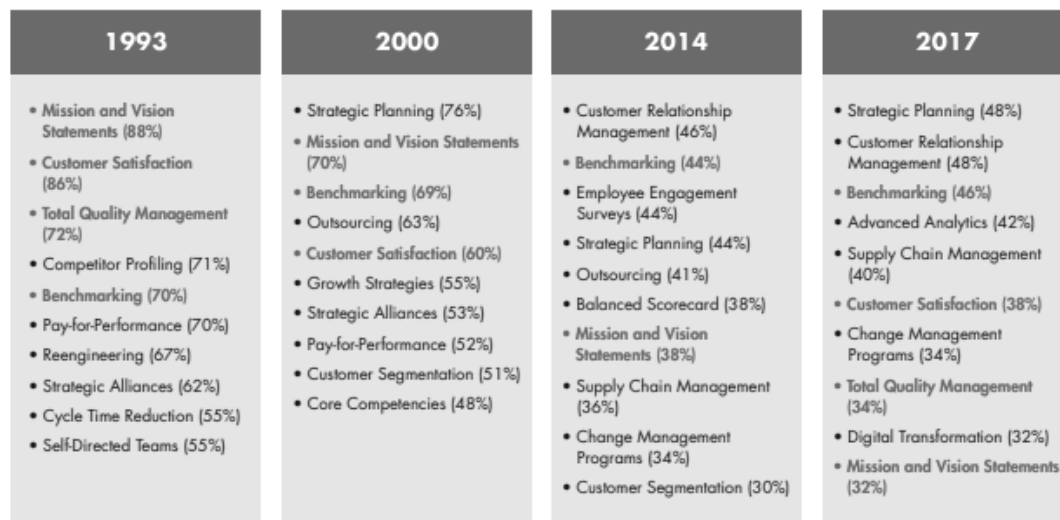 1993
• Mission and Vision
Statements (88%)
• Customer Satisfaction
(86%)
• Total Quality Management
(72%)
• Competitor Profiling (71%)
• Benchmarking (70%)
• Pay-for-Performance (70%)
• Reengineering (67%)
• Strategic Alliances (62%)
• Cycle Time Reduction (55%)
• Self-Directed Teams (55%)
2000
• Strategic Planning (76%)
• Mission and Vision Statements
(70%)
• Benchmarking (69%)
• Outsourcing (63%)
• Customer Satisfaction (60%)
• Growth Strategies (55%)
• Strategic Alliances (53%)
• Pay-for-Performance (52%)
• Customer Segmentation (51%)
• Core Competencies (48%)
2014
• Customer Relationship
Management (46%)
• Benchmarking (44%)
• Employee Engagement
Surveys (44%)
• Strategic Planning (44%)
• Outsourcing (41%)
• Balanced Scorecard (38%)
• Mission and Vision
Statements (38%)
• Supply Chain Management
(36%)
• Change Management
Programs (34%)
• Customer Segmentation (30%)
2017
• Strategic Planning (48%)
• Customer Relationship
Management (48%)
• Benchmarking (46%)
• Advanced Analytics (42%)
• Supply Chain Management
(40%)
• Customer Satisfaction (38%)
• Change Management
Programs (34%)
• Total Quality Management
(34%)
• Digital Transformation (32%)
• Mission and Vision Statements
(32%)